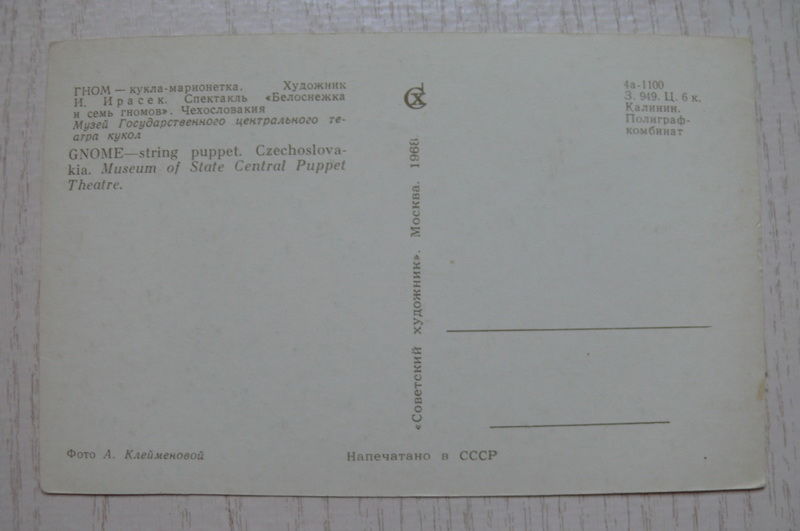 ГНОМ — кукла-марионетка. Художник
И. Ирасек. Спектакль «Белоснежка
и семь гномов». Чехословакия
Музей Государственного центрального те-
атра кукол
GNOME—string puppet. Czechoslova-
kia. Museum of State Central Puppet
Theatre.
Фото А. Клейменовой
СХ
«Советский художник». Москва. 1968.
Напечатано в СССР
4а-1100
З. 949. Ц. 6 к.
Калинин.
Полиграф-
комбинат